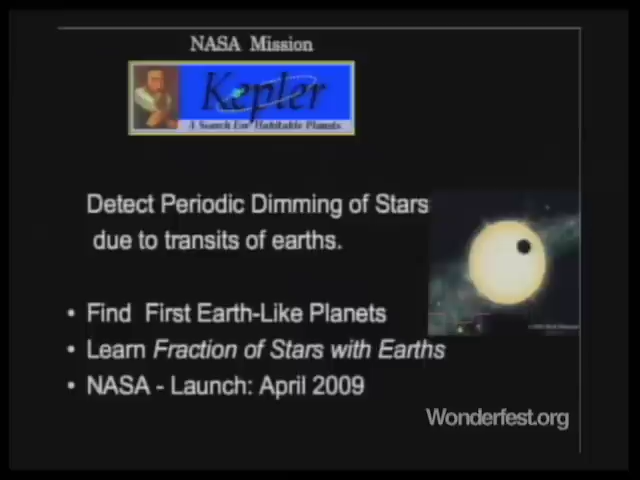 NASA Mission
Kepler
A Search for Habitable Planets
Detect Periodic Dimming of Stars
due to transits of earths.
• Find First Earth-Like Planets
• Learn Fraction of Stars with Earths
• NASA - Launch: April 2009
Wonderfest.org